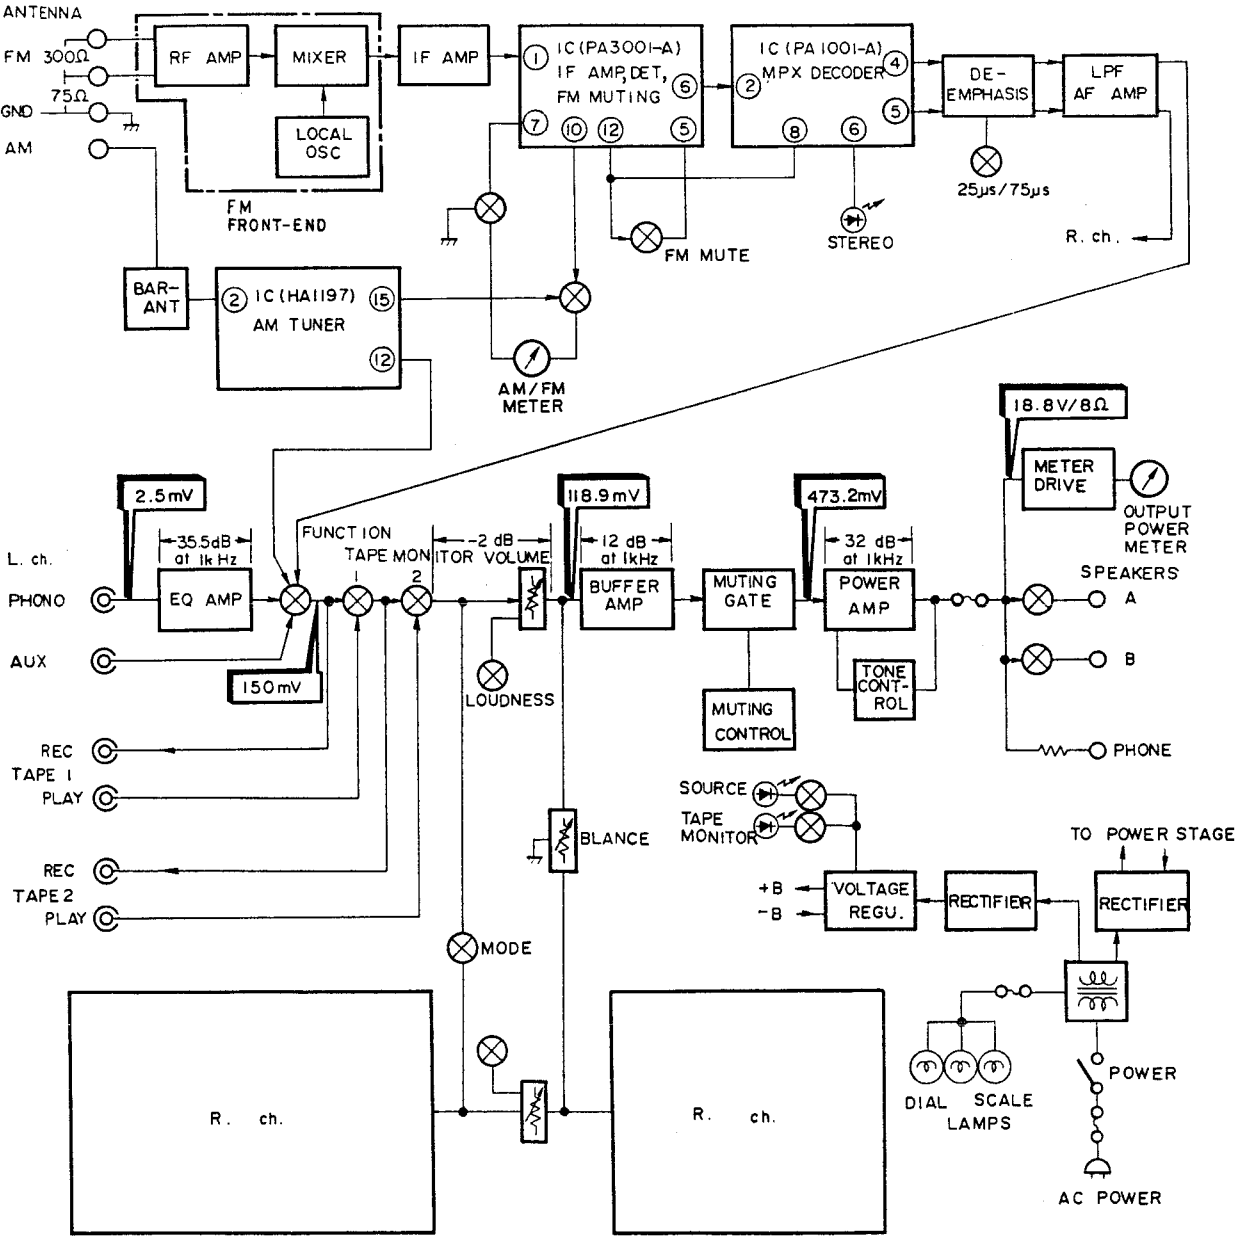 ANTENNA
FM 300Ω
75Ω
GND
AM
RF AMP
MIXER
LOCAL
OSC
FM
FRONT-END
IF AMP
1
IC (PA3001-A)
IF AMP, DET,
FM MUTING
6
7
10
12
5
IC (PA1001-A)
MPX DECODER
2
4
5
8
6
DE-
EMPHASIS
LPF
AF AMP
25µs/75µs
STEREO
FM MUTE
R. ch.
BAR-
ANT
2
IC (HA1197)
AM TUNER
15
12
AM/FM
METER
18.8V/8Ω
METER
DRIVE
OUTPUT
POWER
METER
2.5mV
118.9mV
473.2mV
35.5dB
at 1kHz
FUNCTION
TAPE MONITOR
1
2
-2 dB
VOLUME
12 dB
at 1kHz
32 dB
at 1kHz
L. ch.
PHONO
EQ AMP
BUFFER
AMP
MUTING
GATE
POWER
AMP
SPEAKERS
A
B
AUX
150mV
LOUDNESS
MUTING
CONTROL
TONE
CONT-
ROL
PHONE
REC
TAPE 1
PLAY
REC
TAPE 2
PLAY
BLANCE
MODE
SOURCE
TAPE
MONITOR
+B
-B
VOLTAGE
REGU.
RECTIFIER
RECTIFIER
TO POWER STAGE
R. ch.
R. ch.
DIAL SCALE
LAMPS
POWER
AC POWER